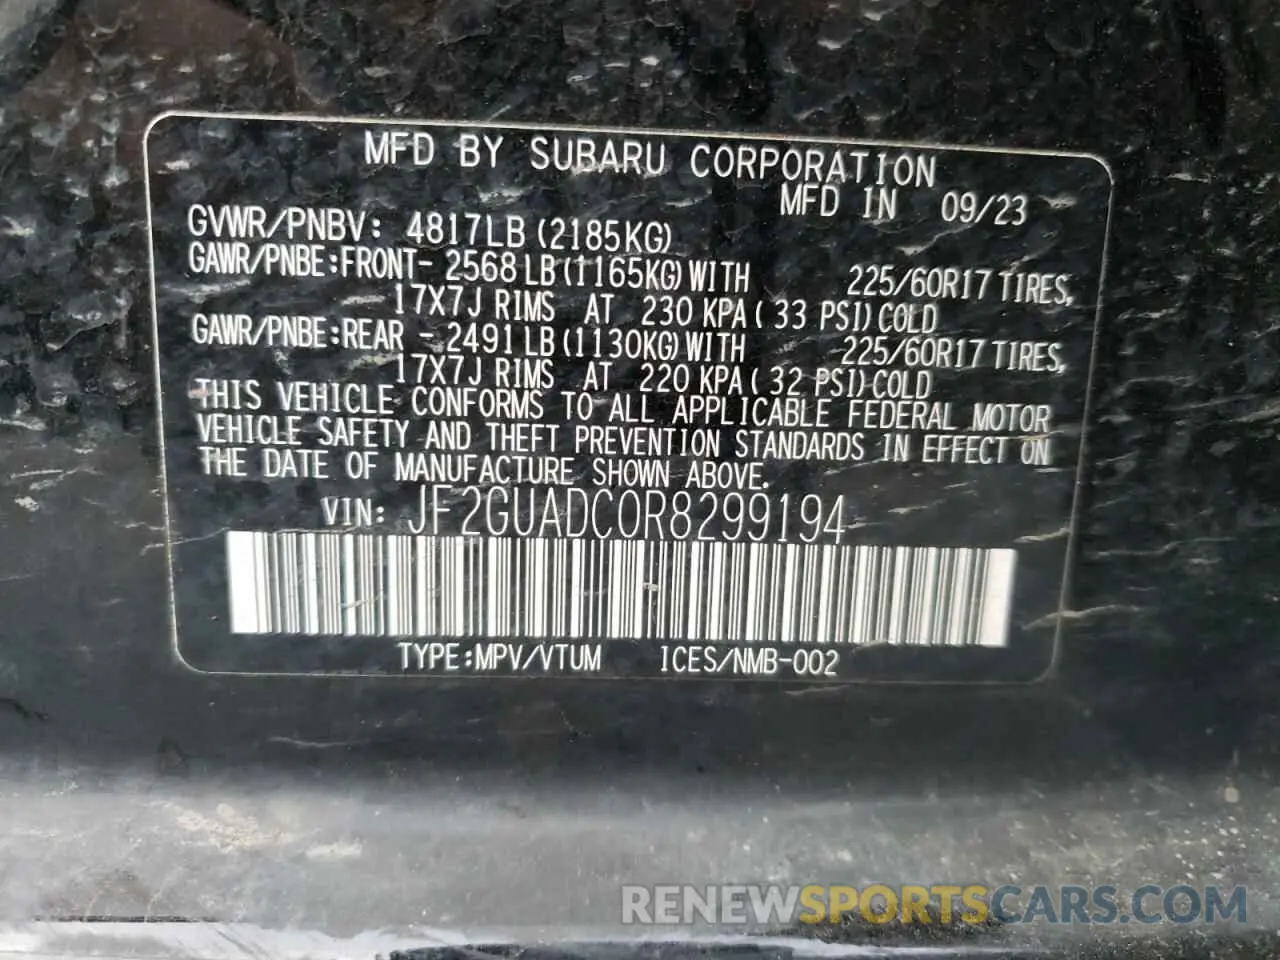 MFD BY SUBARU CORPORATION
MFD IN 09/23
GVWR/PNBV: 4817LB (2185KG)
GAWR/PNBE:FRONT- 2568LB(1165KG)WITH 225/60R17 TIRES,
17X7J RIMS AT 230 KPA( 33 PSI)COLD
GAWR/PNBE:REAR - 2491LB(1130KG)WITH 225/60R17 TIRES,
17X7J RIMS AT 220 KPA( 32 PSI)COLD
THIS VEHICLE CONFORMS TO ALL APPLICABLE FEDERAL MOTOR
VEHICLE SAFETY AND THEFT PREVENTION STANDARDS IN EFFECT ON
THE DATE OF MANUFACTURE SHOWN ABOVE.
VIN: JF2GUADC0R8299194
TYPE:MPV/VTUM ICES/NMB-002
RENEWSPORTSCARS.COM